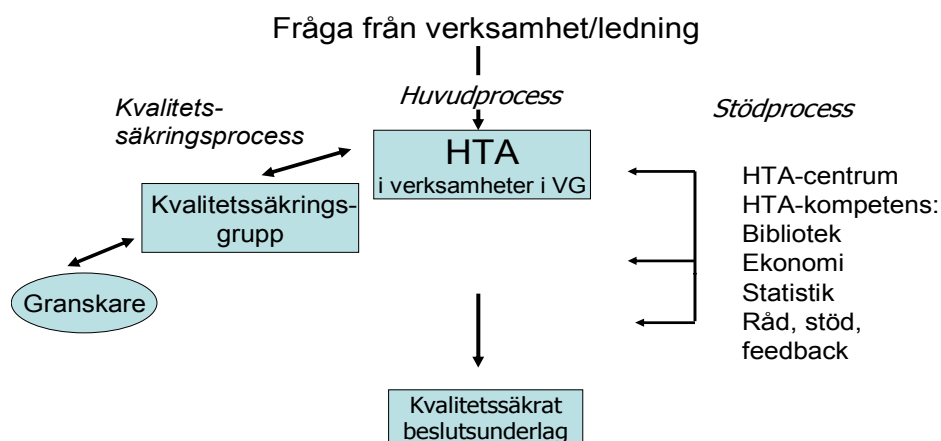 Fråga från verksamhet/ledning
Kvalitets-
säkringsprocess
Huvudprocess
Stödprocess
HTA
i verksamheter i VG
Kvalitetssäkrings-
grupp
Granskare
HTA-centrum
HTA-kompetens:
Bibliotek
Ekonomi
Statistik
Råd, stöd,
feedback
Kvalitetssäkrat
beslutsunderlag